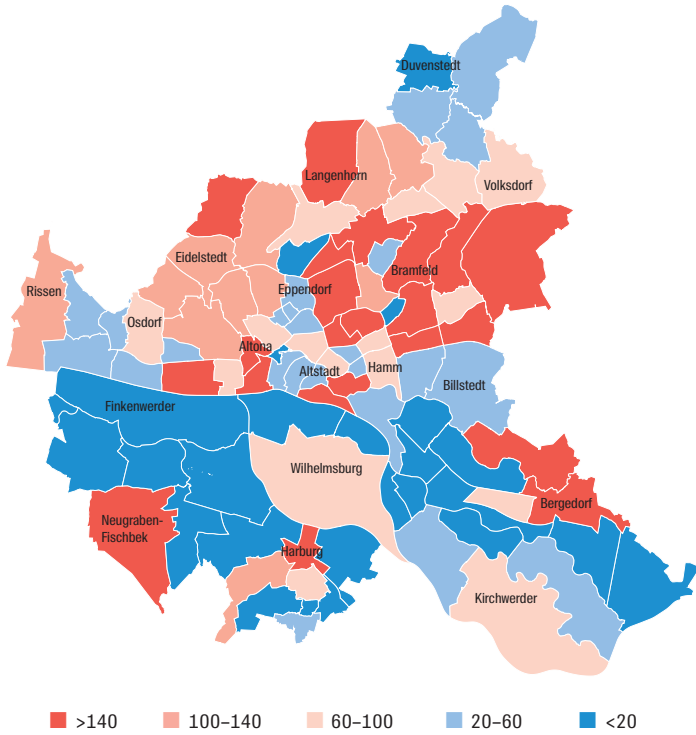 Duvenstedt
Langenhorn
Volksdorf
Eidelstedt
Bramfeld
Rissen
Eppendorf
Osdorf
Altona
Altstadt
Hamm
Billstedt
Finkenwerder
Wilhelmsburg
Bergedorf
Neugraben-
Fischbek
Harburg
Kirchwerder
>140 100–140 60–100 20–60 <20